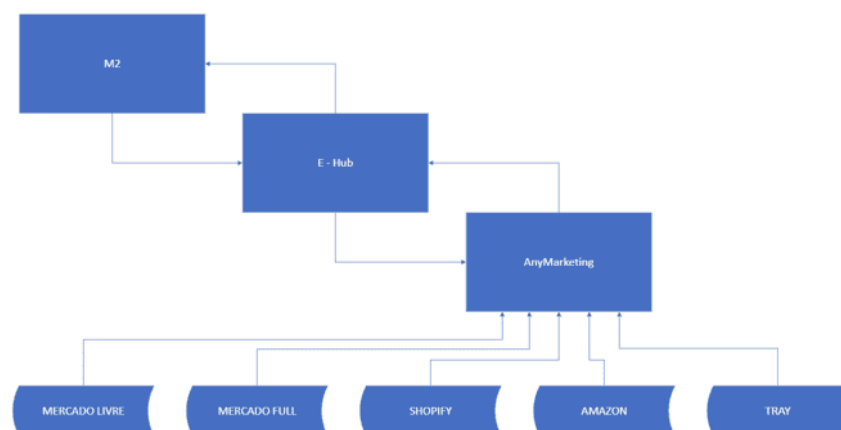 M2
E - Hub
AnyMarketing
MERCADO LIVRE
MERCADO FULL
SHOPIFY
AMAZON
TRAY